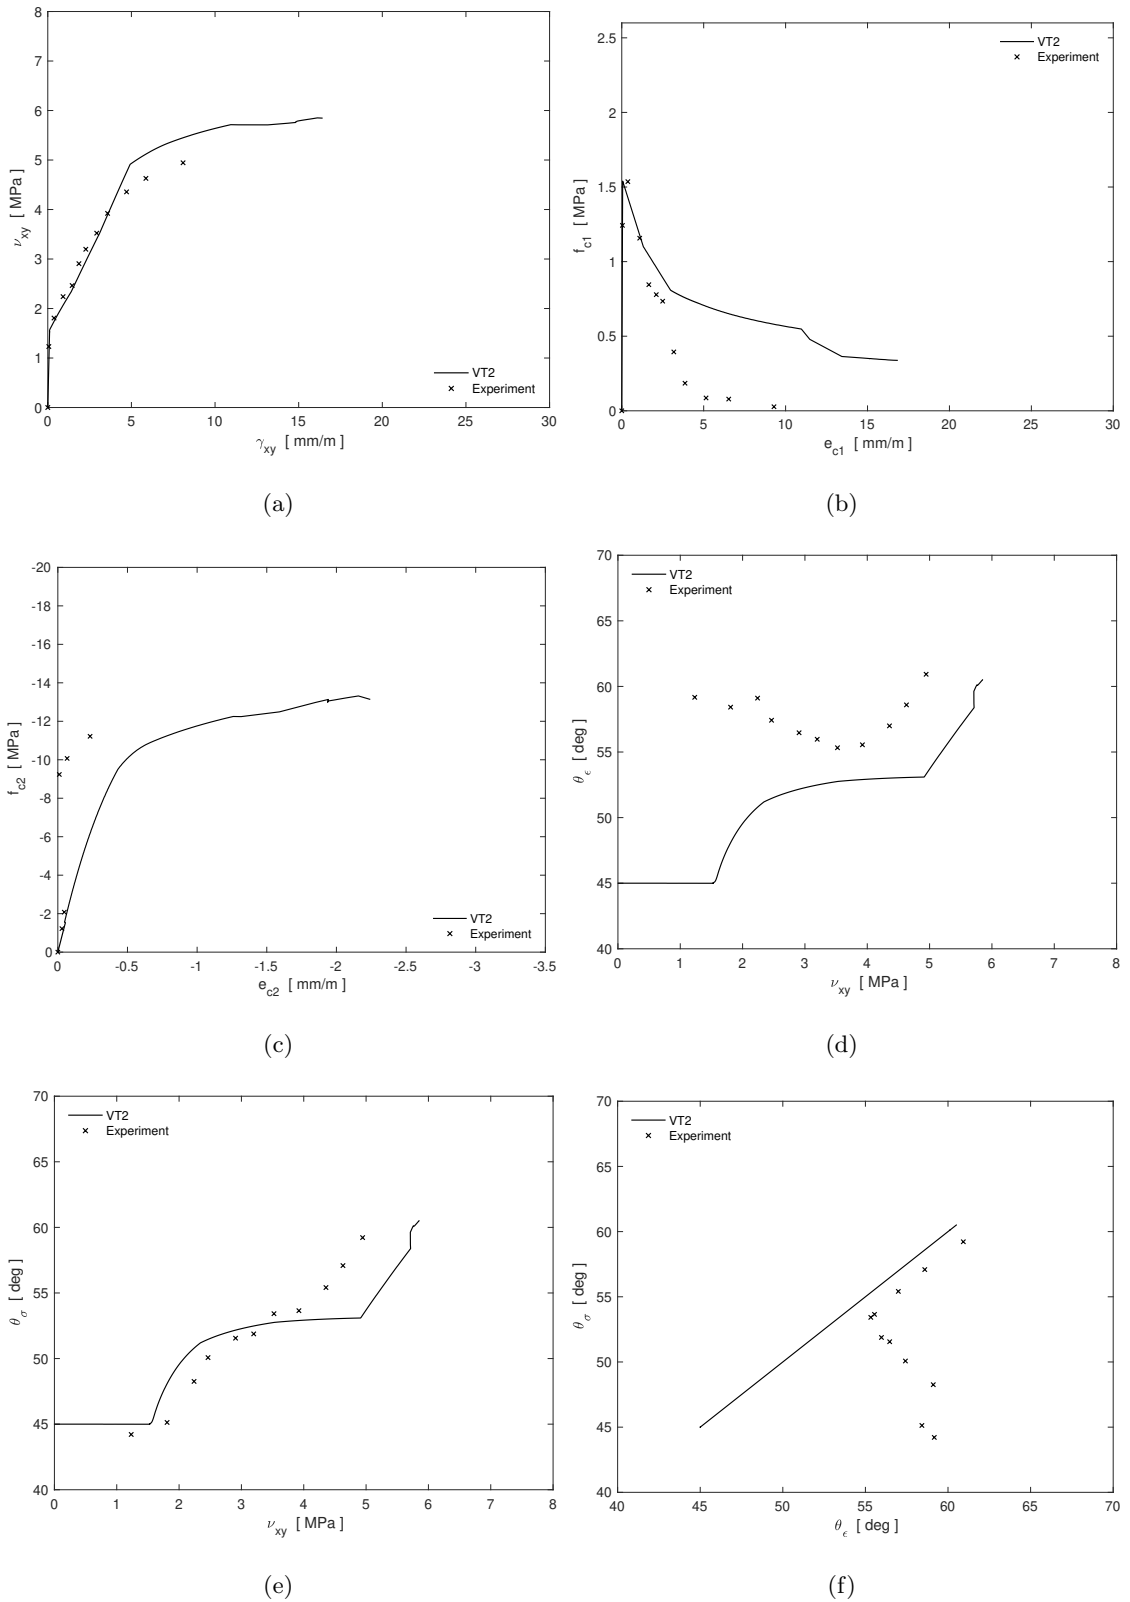 8
7
6
5
4
3
2
1
0
ν_xy [ MPa]
VT2
Experiment
0 5 10 15 20 25 30
γ_xy [ mm/m ]
(a)
2.5
2
1.5
1
0.5
0
f_c1 [ MPa]
VT2
Experiment
0 5 10 15 20 25 30
e_c1 [ mm/m ]
(b)
-20
-18
-16
-14
-12
-10
-8
-6
-4
-2
0
f_c2 [ MPa]
VT2
Experiment
0 -0.5 -1 -1.5 -2 -2.5 -3 -3.5
e_c2 [ mm/m ]
(c)
70
65
60
55
50
45
40
θ_ϵ [ deg ]
VT2
Experiment
0 1 2 3 4 5 6 7 8
ν_xy [ MPa ]
(d)
70
65
60
55
50
45
40
θ_σ [ deg ]
VT2
Experiment
0 1 2 3 4 5 6 7 8
ν_xy [ MPa ]
(e)
70
65
60
55
50
45
40
θ_σ [ deg ]
VT2
Experiment
40 45 50 55 60 65 70
θ_ϵ [ deg ]
(f)